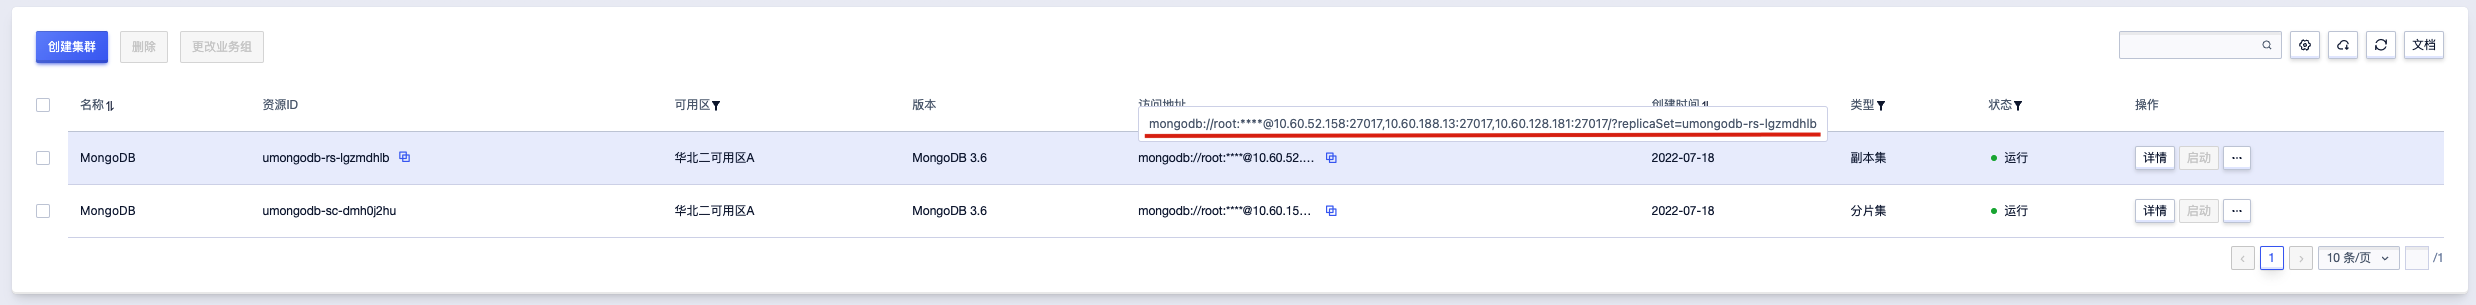 创建集群 删除 更改业务组 文档
名称 资源ID 可用区 版本 访问地址 创建时间 类型 状态 操作
mongodb://root:****@10.60.52.158:27017,10.60.188.13:27017,10.60.128.181:27017/?replicaSet=umongodb-rs-lgzmdhlb
MongoDB umongodb-rs-lgzmdhlb 华北二可用区A MongoDB 3.6 mongodb://root:****@10.60.52.... 2022-07-18 副本集 运行 详情 启动 ...
MongoDB umongodb-sc-dmh0j2hu 华北二可用区A MongoDB 3.6 mongodb://root:****@10.60.15... 2022-07-18 分片集 运行 详情 启动 ...
< 1 > 10 条/页 /1